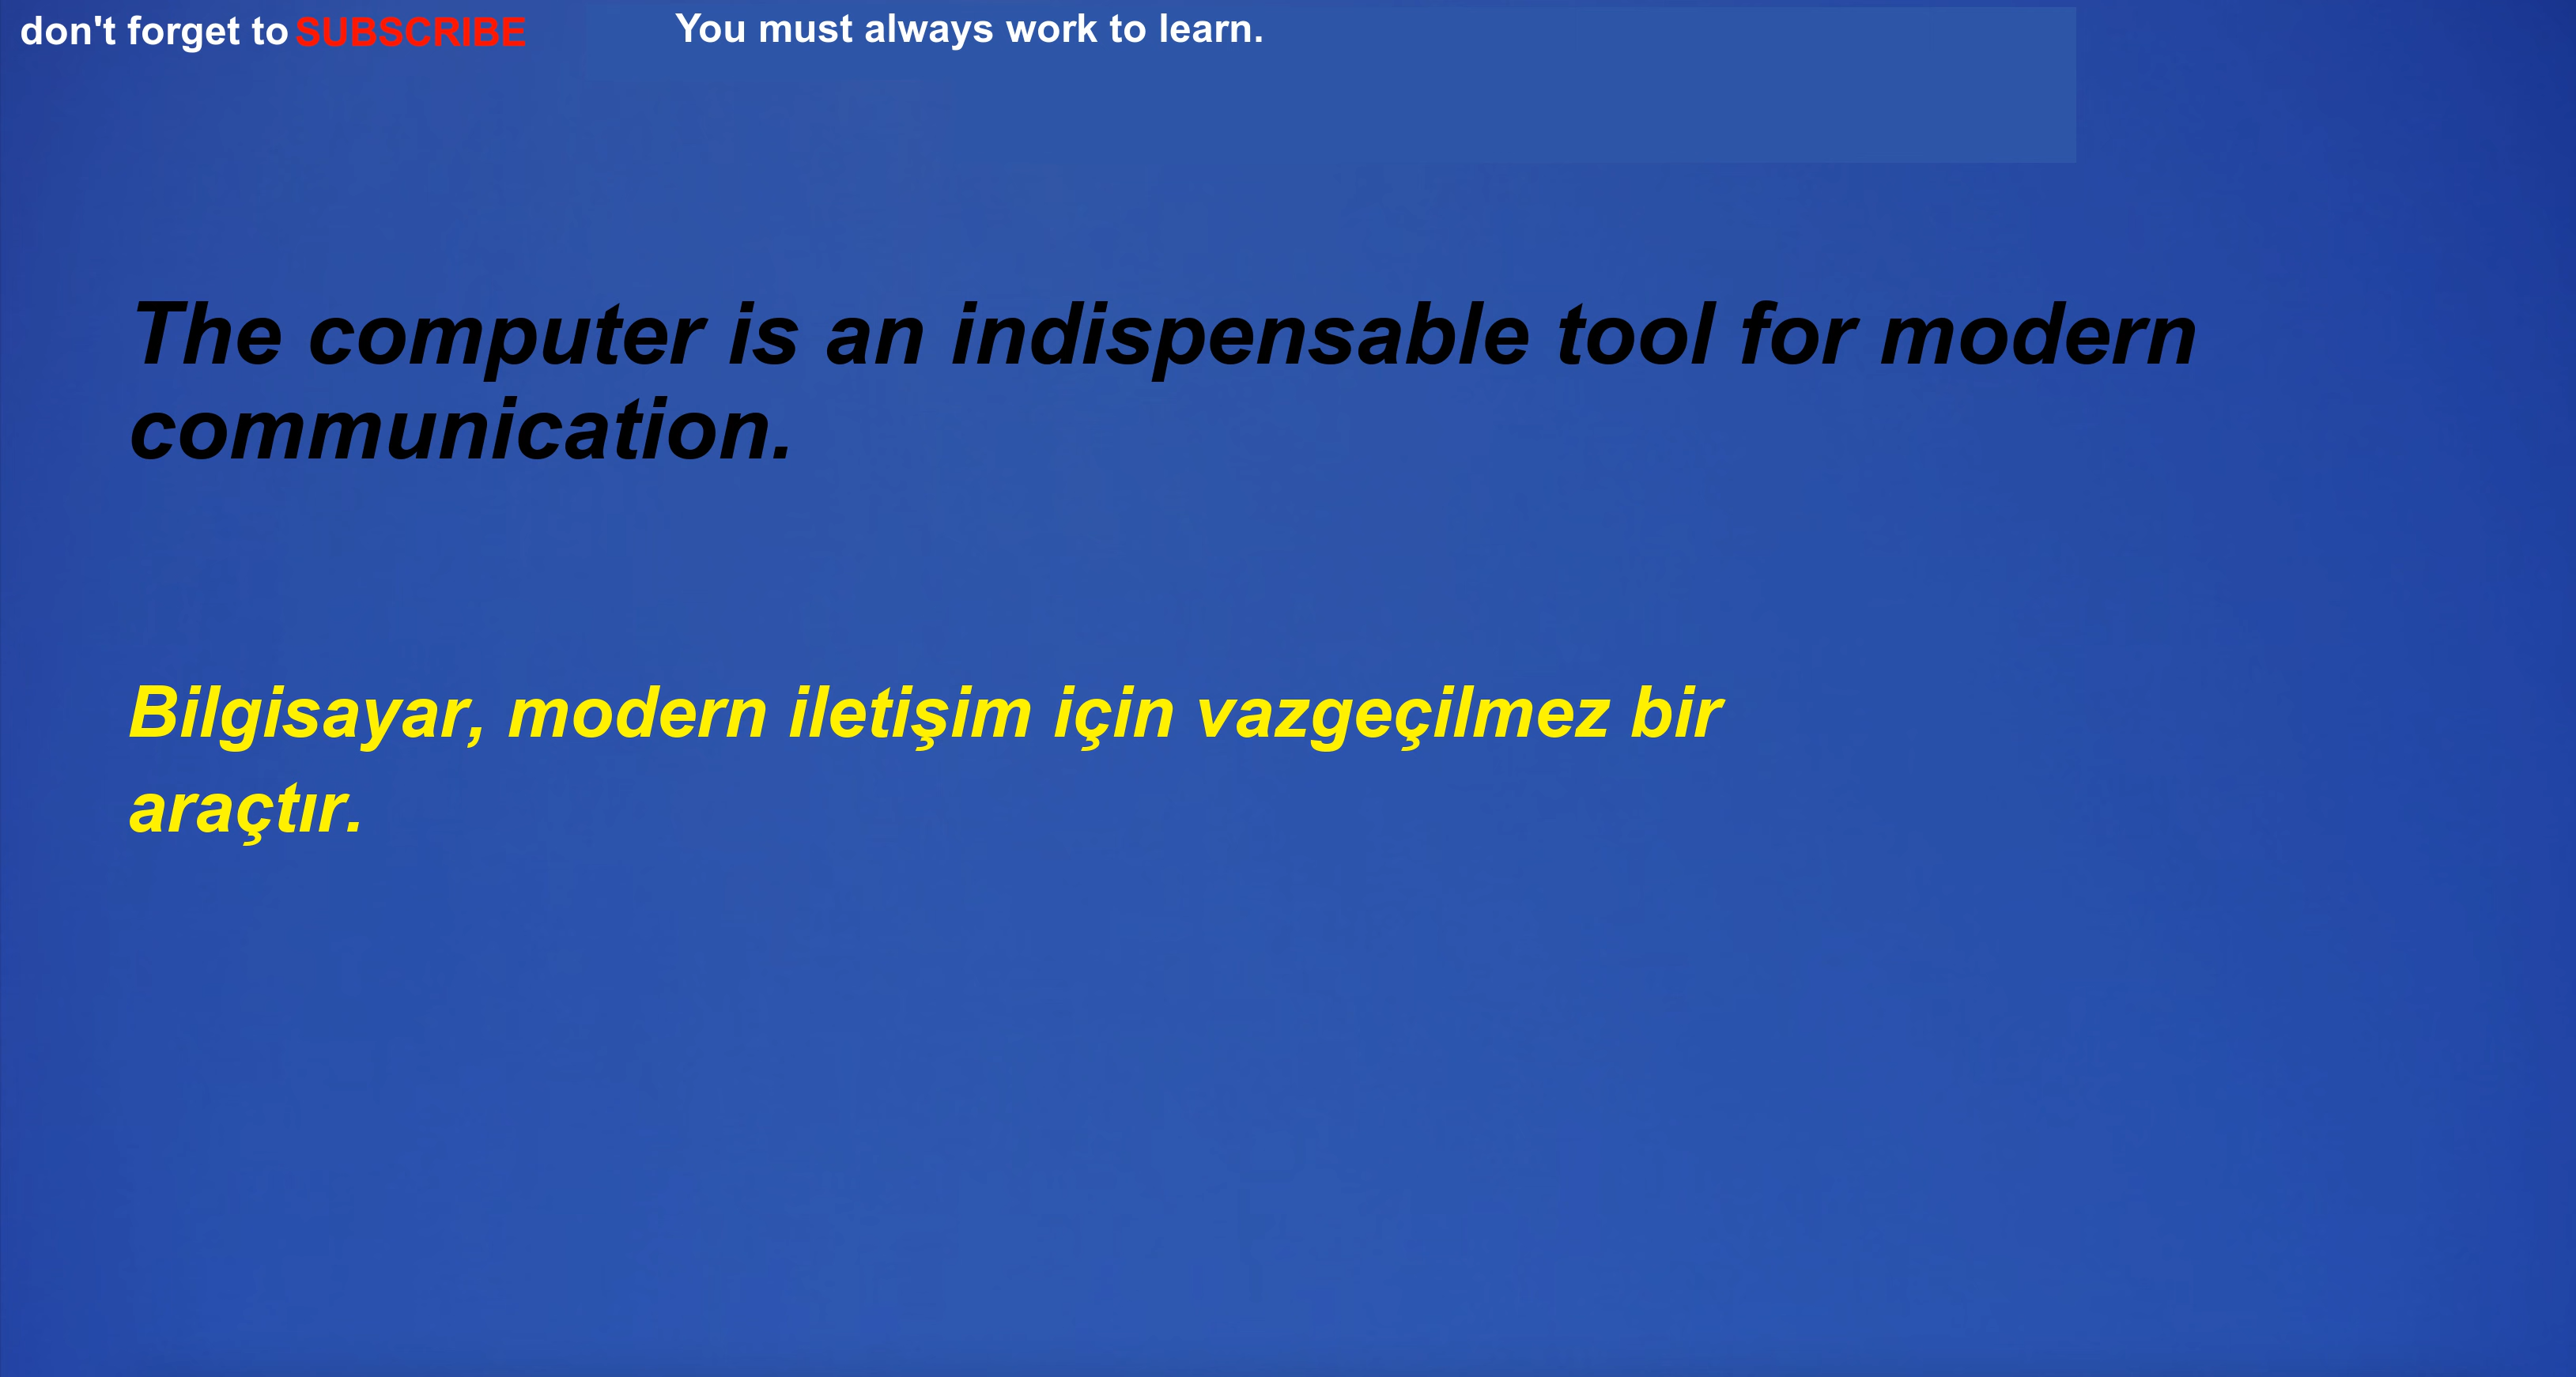 don't forget to SUBSCRIBE
You must always work to learn.
The computer is an indispensable tool for modern
communication.
Bilgisayar, modern iletişim için vazgeçilmez bir
araçtır.